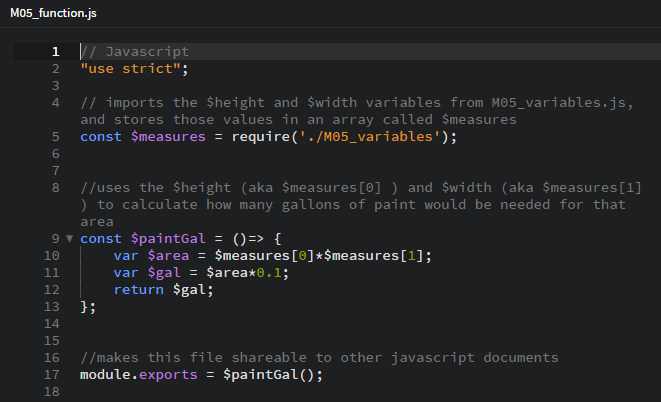 M05_function.js
1 // Javascript
2 "use strict";
3
4 // imports the $height and $width variables from M05_variables.js,
and stores those values in an array called $measures
5 const $measures = require('./M05_variables');
6
7
8 //uses the $height (aka $measures[0] ) and $width (aka $measures[1]
) to calculate how many gallons of paint would be needed for that
area
9 const $paintGal = ()=> {
10 var $area = $measures[0]*$measures[1];
11 var $gal = $area*0.1;
12 return $gal;
13 };
14
15
16 //makes this file shareable to other javascript documents
17 module.exports = $paintGal();
18